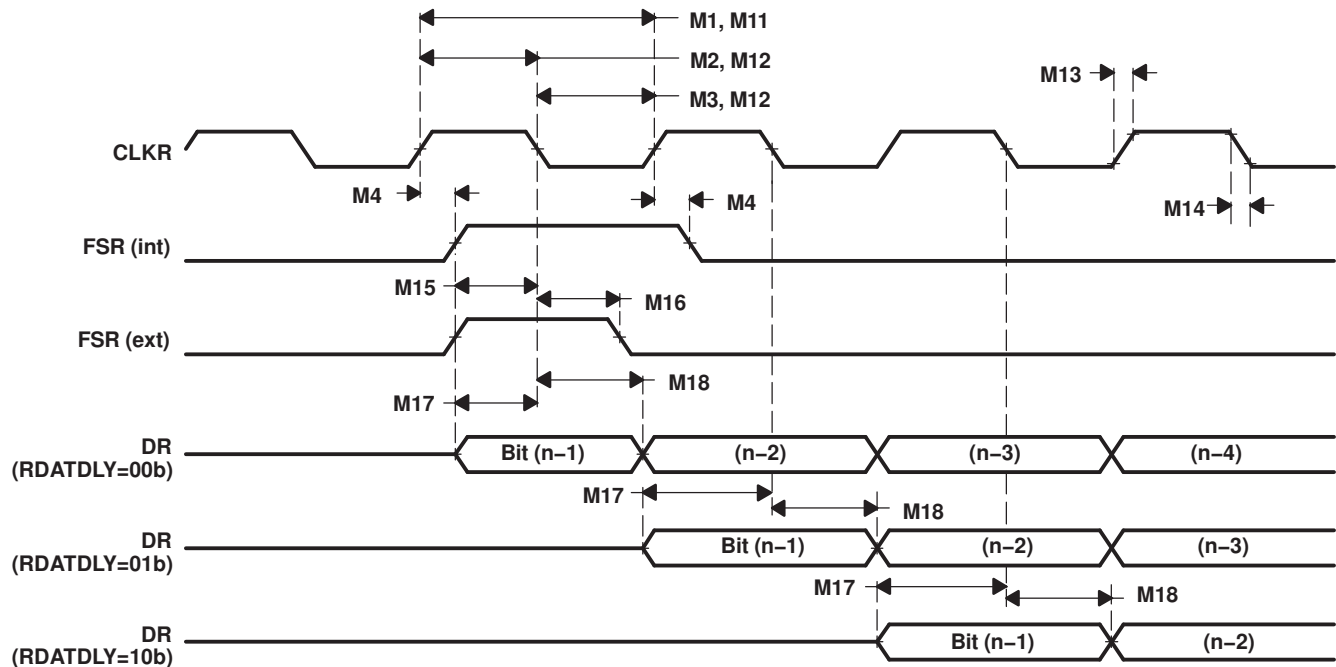 M1, M11
M2, M12
M13
M3, M12
CLKR
M4
M4
M14
FSR (int)
M15
M16
FSR (ext)
M18
M17
DR
(RDATDLY=00b)
Bit (n−1)
(n−2)
(n−3)
(n−4)
M17
M18
DR
(RDATDLY=01b)
Bit (n−1)
(n−2)
(n−3)
M17
M18
DR
(RDATDLY=10b)
Bit (n−1)
(n−2)